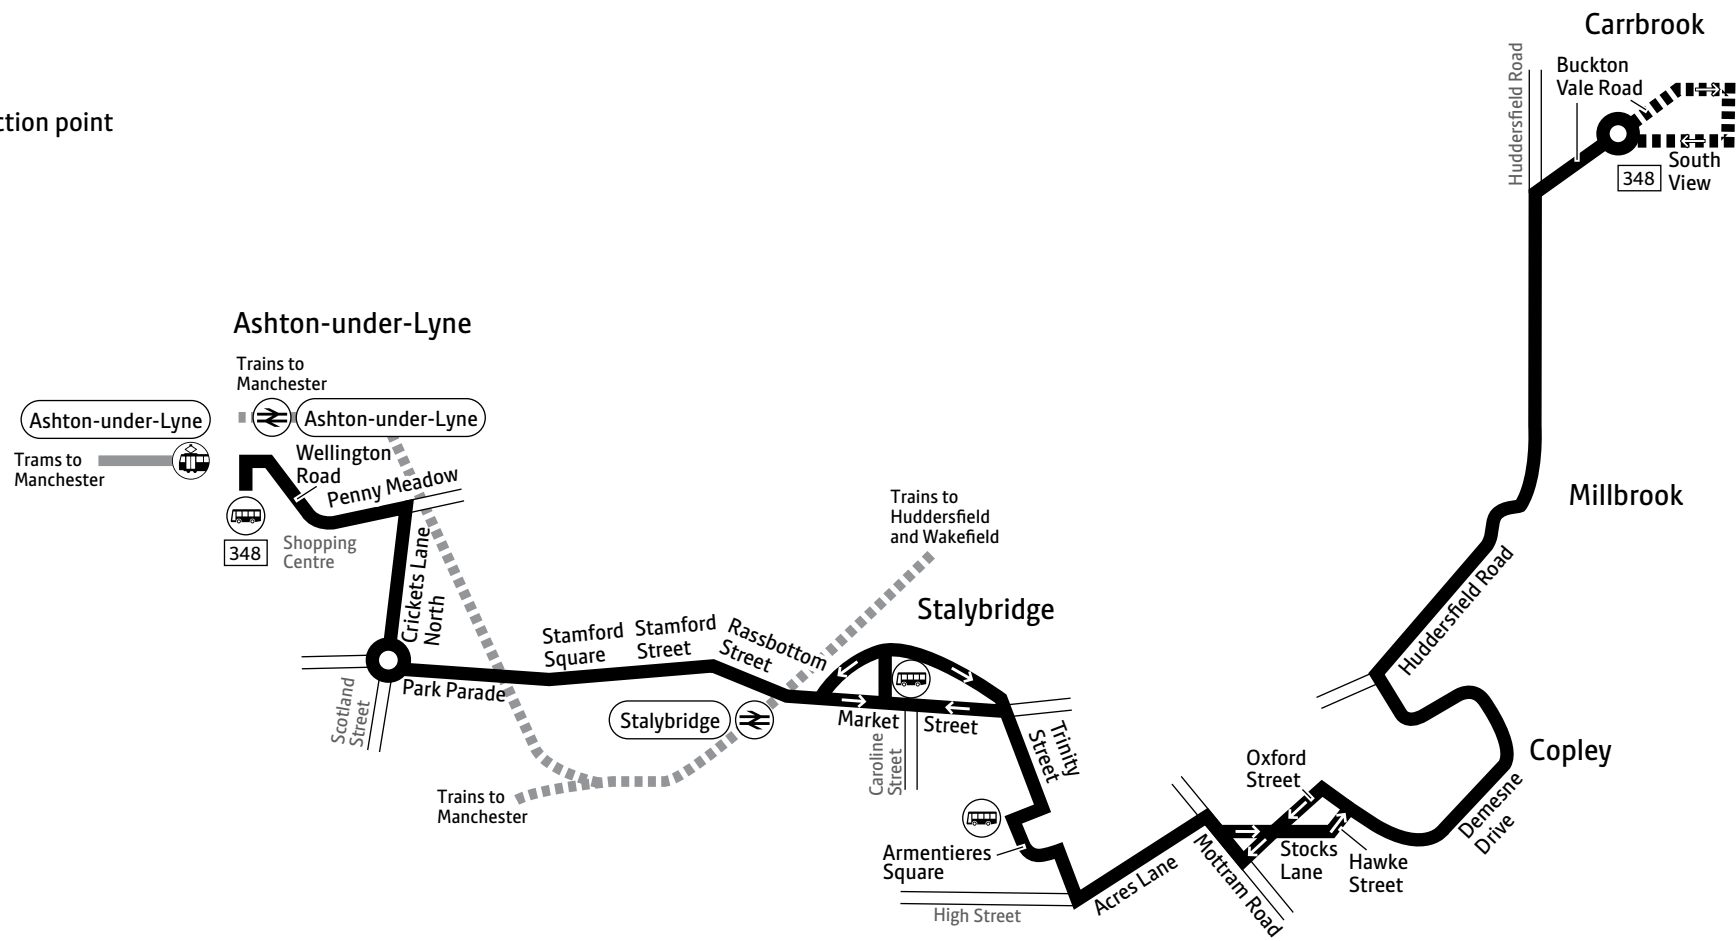 Carrbrook
Huddersfield Road
Buckton
Vale Road
ction point
348
South
View
Ashton-under-Lyne
Trains to
Manchester
Ashton-under-Lyne
Ashton-under-Lyne
Trams to
Manchester
Wellington
Road
Penny Meadow
348
Shopping
Centre
Crickets Lane
North
Trains to
Huddersfield
and Wakefield
Millbrook
Huddersfield Road
Stalybridge
Stamford
Square
Stamford
Street
Rassbottom
Street
Park Parade
Scotland
Street
Stalybridge
Market
Street
Caroline
Street
Trinity
Street
Trains to
Manchester
Copley
Oxford
Street
Demesne
Drive
Armentieres
Square
Stocks
Lane
Hawke
Street
Mottram Road
Acres Lane
High Street